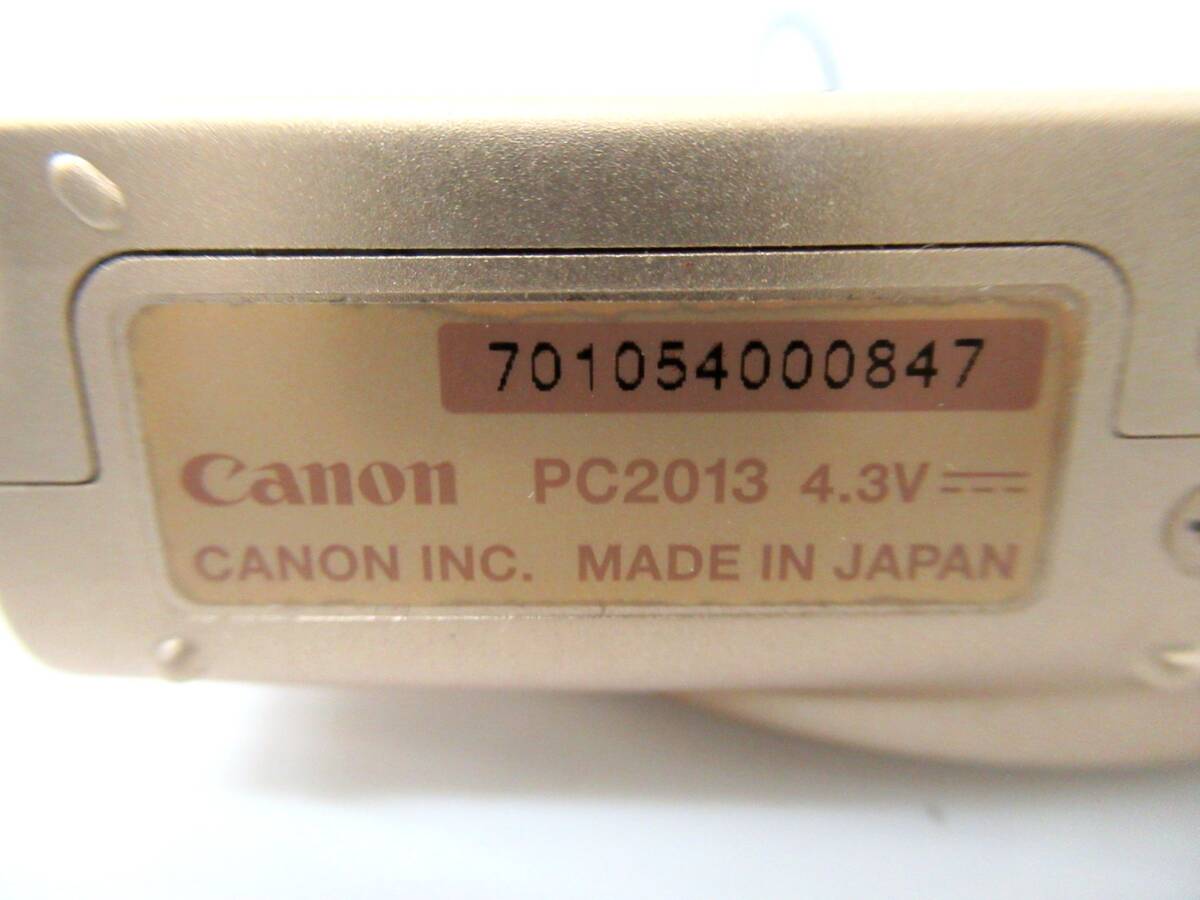 701054000847
Canon PC2013 4.3V
CANON INC. MADE IN JAPAN